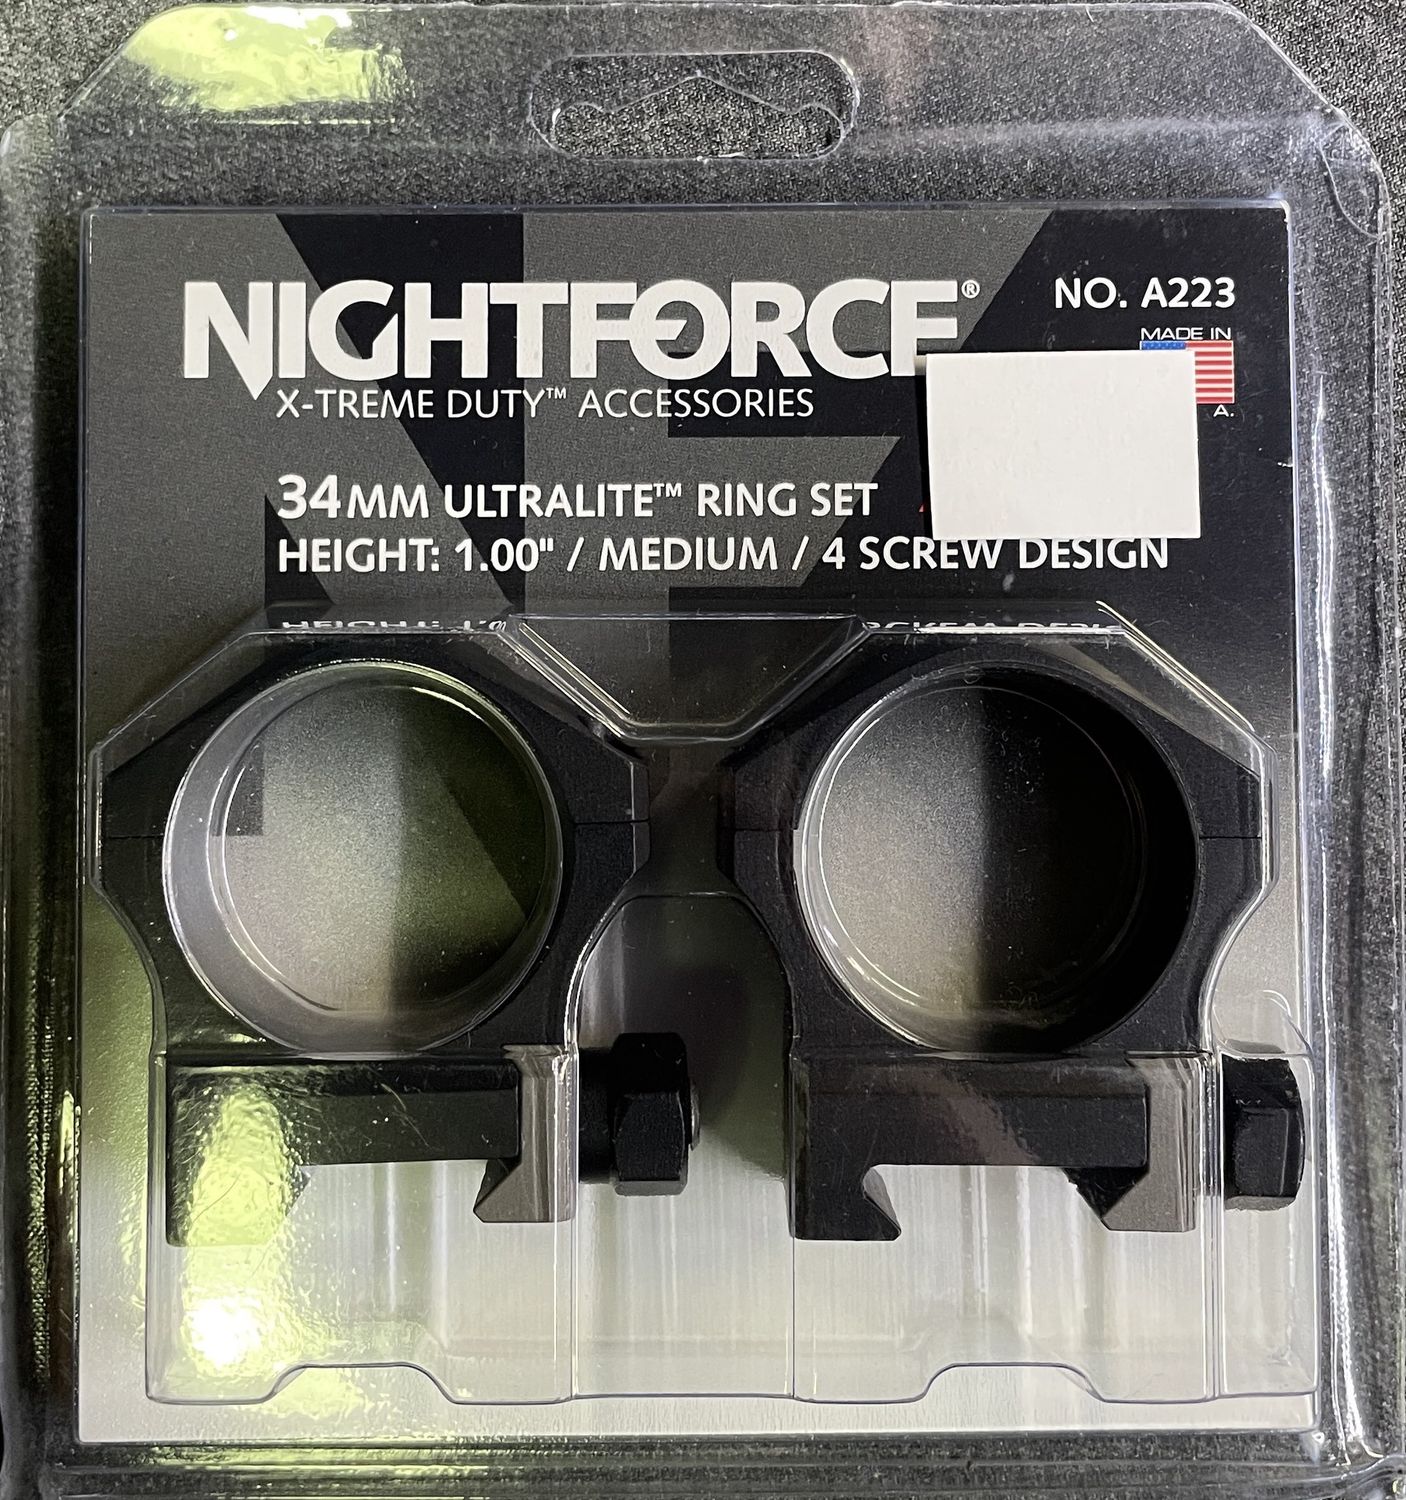 NIGHTFORCE®
NO. A223
MADE IN
A.
X-TREME DUTY™ ACCESSORIES
34MM ULTRALITE™ RING SET
HEIGHT: 1.00" / MEDIUM / 4 SCREW DESIGN